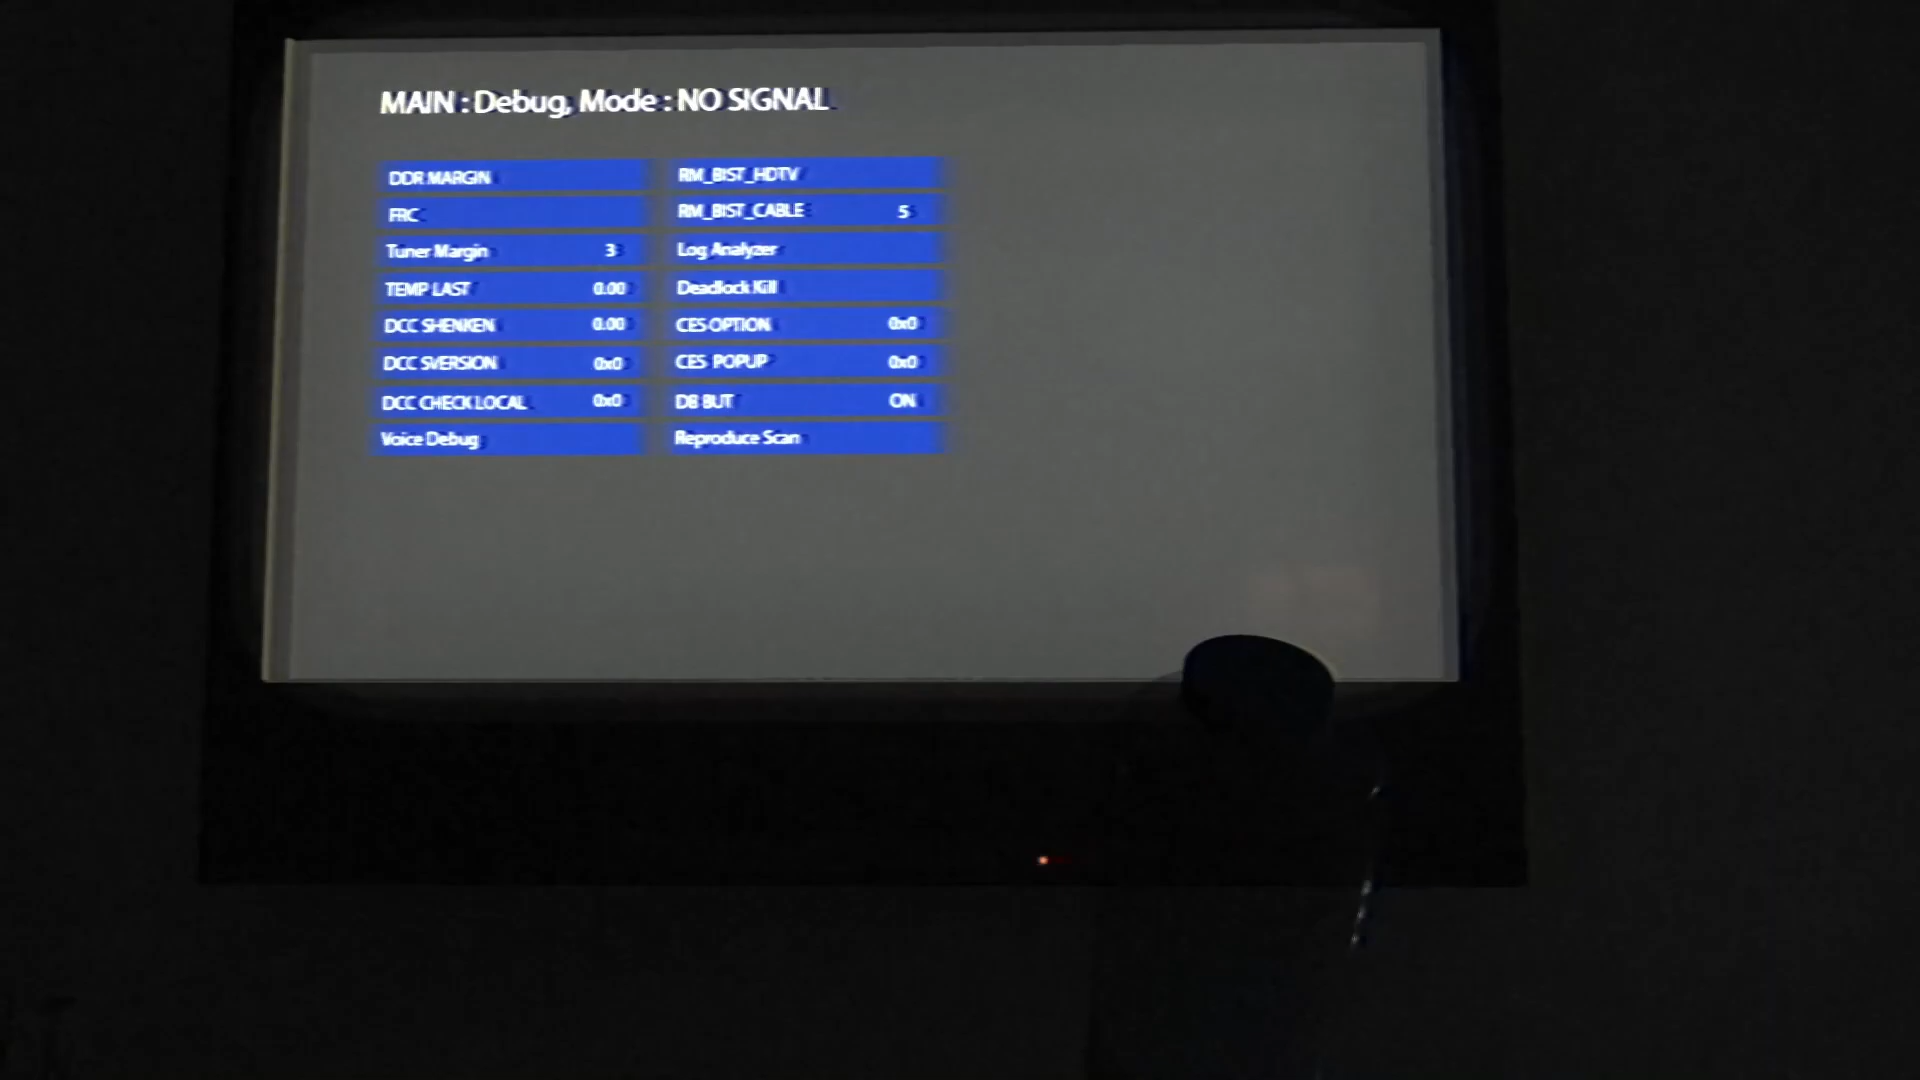 MAIN : Debug, Mode : NO SIGNAL
DDR MARGIN
FRC
Tuner Margin 3
TEMP LAST 0.00
DCC SHENKEN 0.00
DCC SVERSION 0x0
DCC CHECK LOCAL 0x0
Voice Debug
RM_BIST_HDTV
RM_BIST_CABLE 5
Log Analyzer
Deadlock Kill
CES OPTION 0x0
CES POPUP 0x0
DB BUT ON
Reproduce Scan